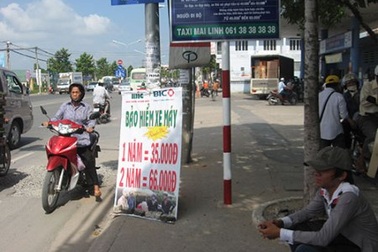 TAXI MAI LINH 061 38 38 38 38
BIC
BẢO HIỂM XE MÁY
1 NĂM = 35.000Đ
2 NĂM = 66.000Đ